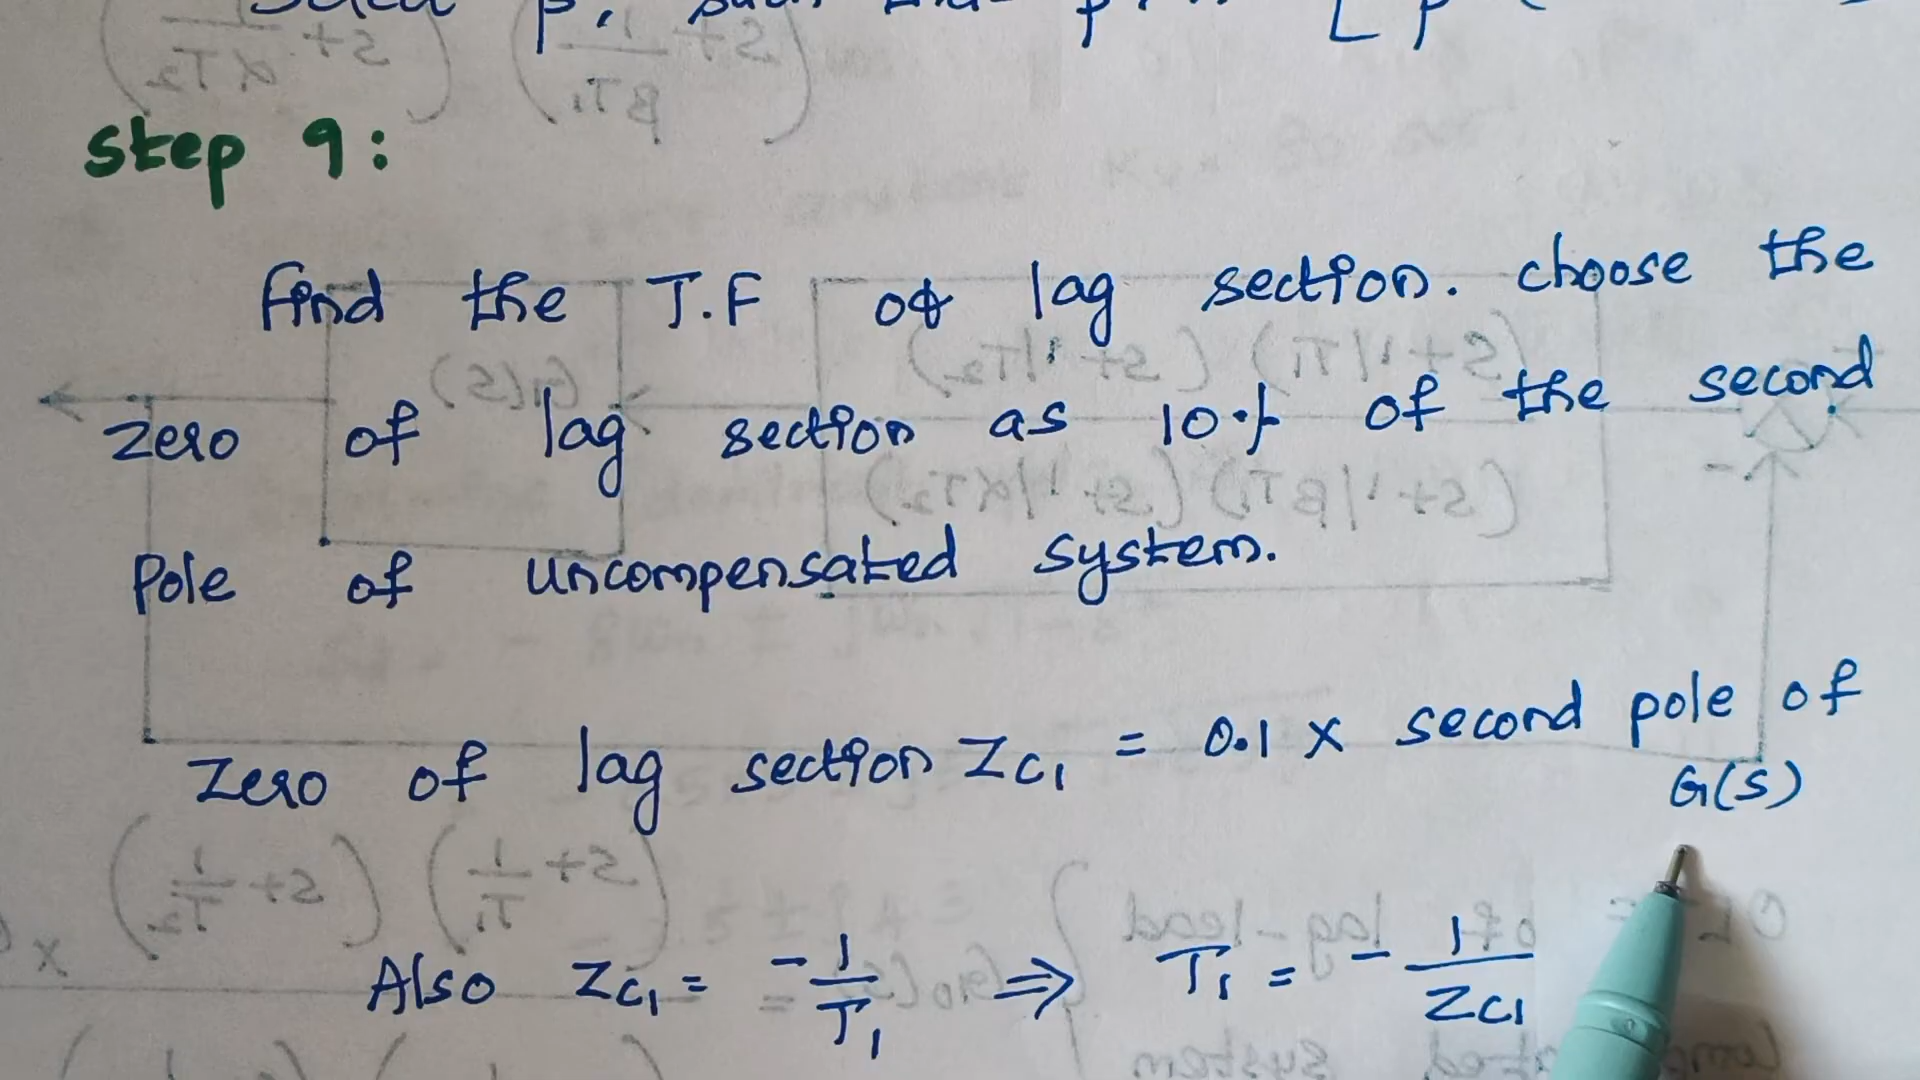 step 9:
find the T.F of lag section. choose the
zero of lag section as 10% of the second
Pole of uncompensated system.
Zero of lag section Zc1 = 0.1 x second pole of
G(s)
Also Zc1 = -1/T1 ⇒ T1 = -1/Zc1